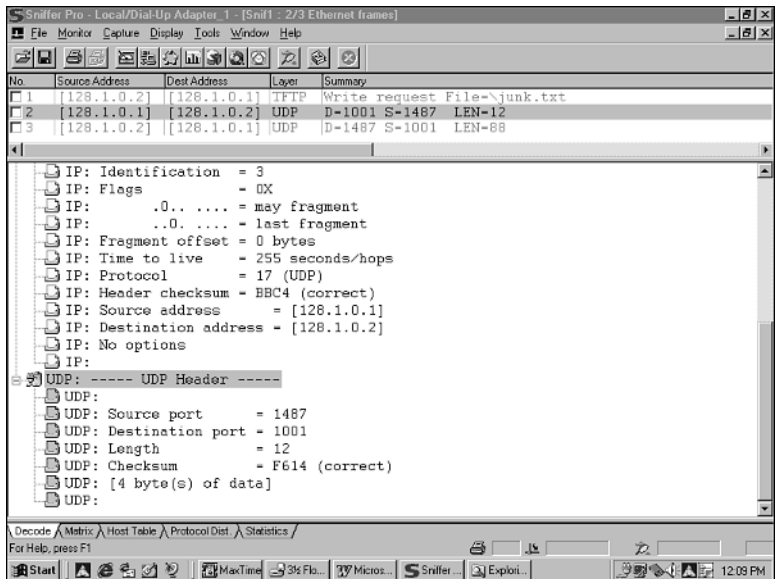 Sniffer Pro - Local/Dial-Up Adapter_1 - [Snif1 : 2/3 Ethernet frames]
File Monitor Capture Display Tools Window Help
No. Source Address Dest Address Layer Summary
1 [128.1.0.2] [128.1.0.1] TFTP Write request File=\junk.txt
2 [128.1.0.1] [128.1.0.2] UDP D=1001 S=1487 LEN=12
3 [128.1.0.2] [128.1.0.1] UDP D=1487 S=1001 LEN=88
IP: Identification = 3
IP: Flags = 0X
IP: .0.. .... = may fragment
IP: ..0. .... = last fragment
IP: Fragment offset = 0 bytes
IP: Time to live = 255 seconds/hops
IP: Protocol = 17 (UDP)
IP: Header checksum = BBC4 (correct)
IP: Source address = [128.1.0.1]
IP: Destination address = [128.1.0.2]
IP: No options
IP:
UDP: ----- UDP Header -----
UDP:
UDP: Source port = 1487
UDP: Destination port = 1001
UDP: Length = 12
UDP: Checksum = F614 (correct)
UDP: [4 byte(s) of data]
UDP:
Decode Matrix Host Table Protocol Dist. Statistics
For Help, press F1
Start MaxTime 3½ Flo... Micros... Sniffer ... Explori... 12:09 PM